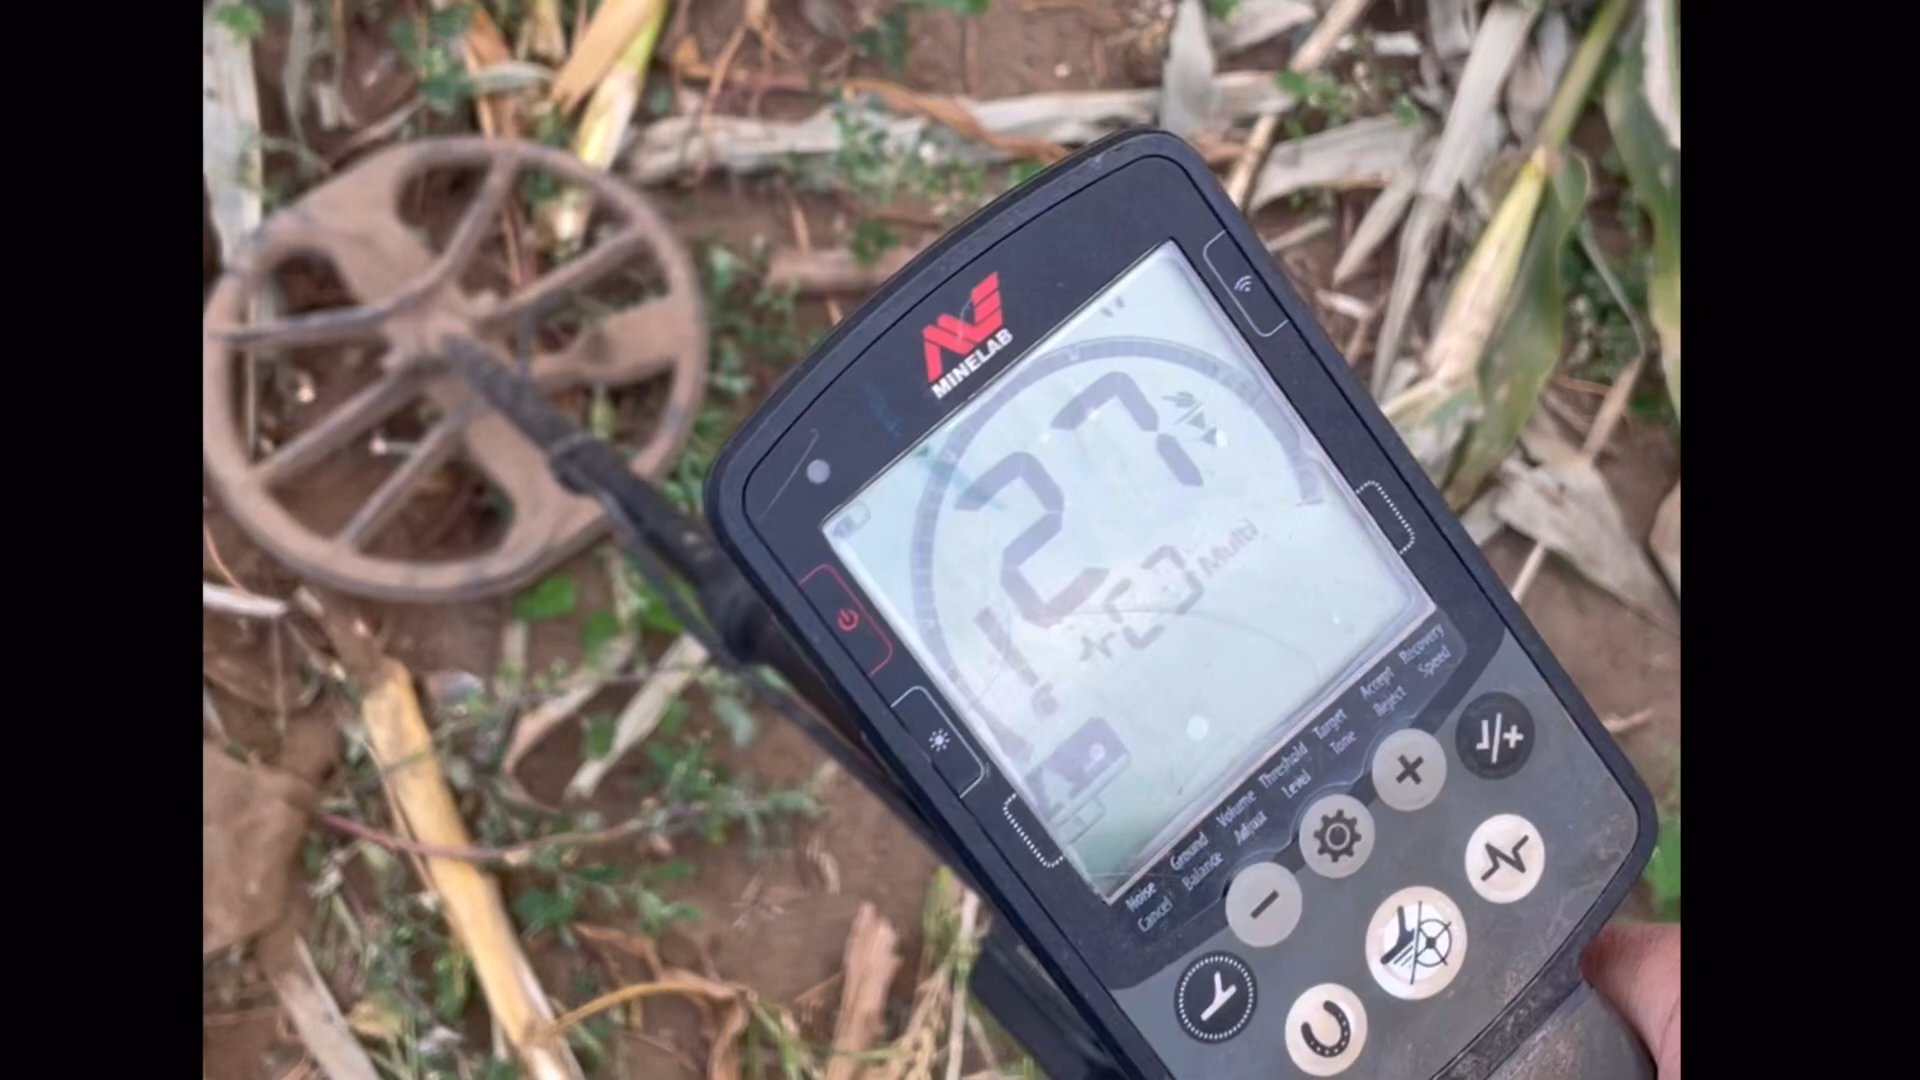 MINELAB
27
Multi
Noise Cancel
Ground Balance
Volume Adjust
Threshold Level
Target Tone
Accept Reject
Recovery Speed